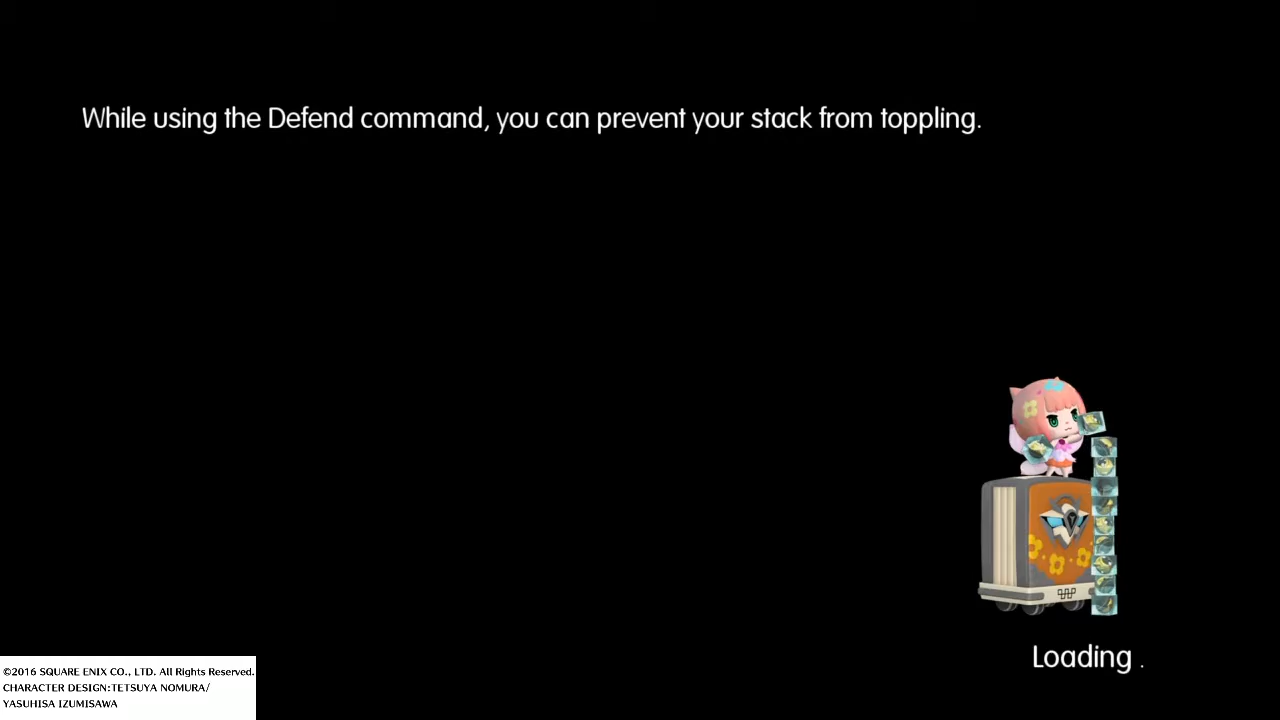 While using the Defend command, you can prevent your stack from toppling.
Loading .
©2016 SQUARE ENIX CO., LTD. All Rights Reserved.
CHARACTER DESIGN:TETSUYA NOMURA/
YASUHISA IZUMISAWA